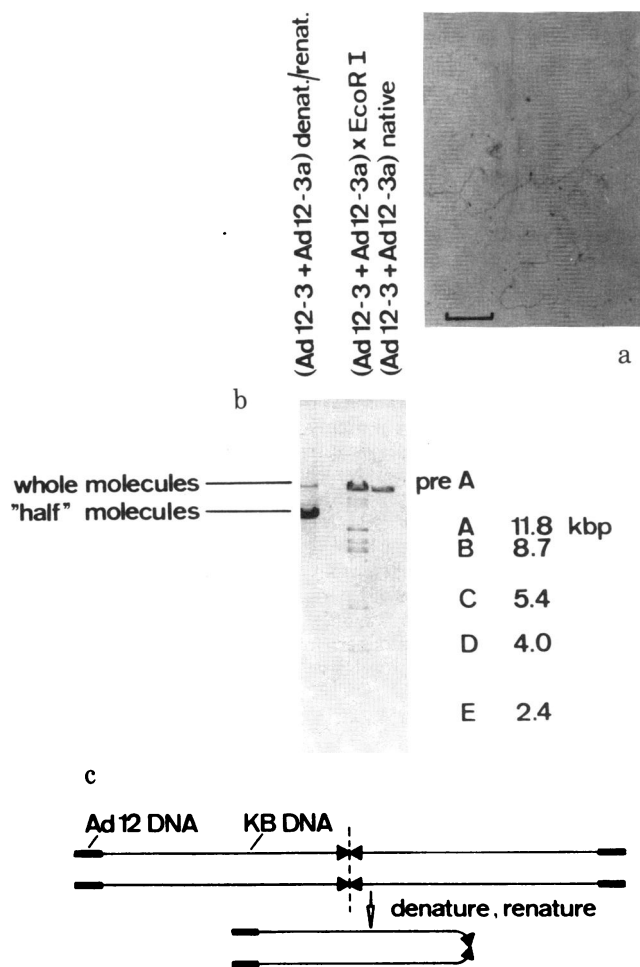 (Ad 12-3 + Ad 12-3a) denat./renat.
(Ad 12-3 + Ad 12-3a) x EcoR I
(Ad 12-3 + Ad 12-3a) native
a
b
whole molecules
"half" molecules
pre A
A 11.8 kbp
B 8.7
C 5.4
D 4.0
E 2.4
c
Ad 12 DNA KB DNA
denature, renature